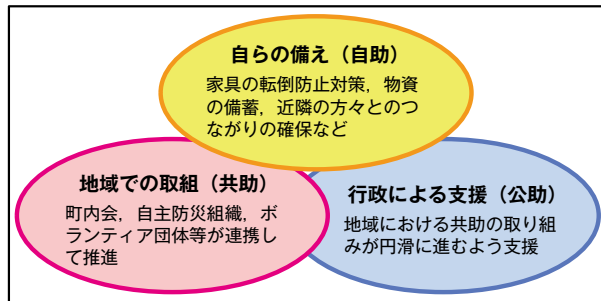 自らの備え（自助）
家具の転倒防止対策，物資
の備蓄，近隣の方々とのつ
ながりの確保など
地域での取組（共助）
町内会，自主防災組織，ボ
ランティア団体等が連携し
て推進
行政による支援（公助）
地域における共助の取り組
みが円滑に進むよう支援